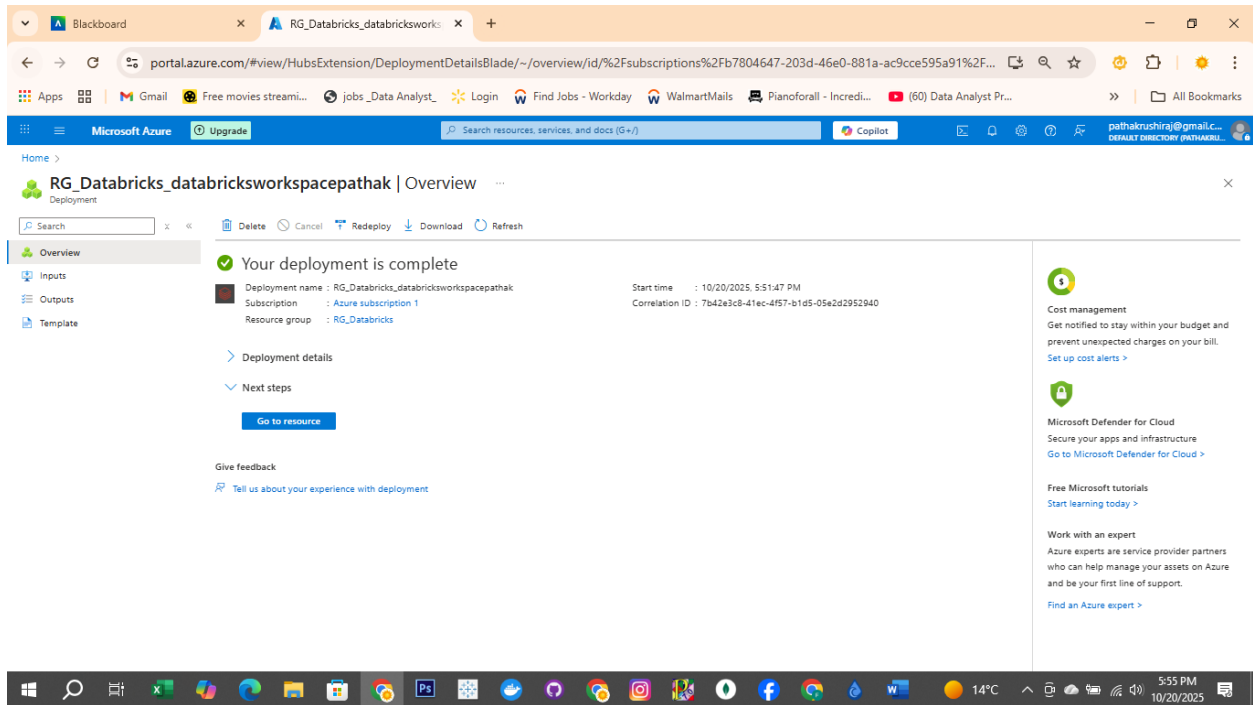 Blackboard
RG_Databricks_databricksworks
portal.azure.com/#view/HubsExtension/DeploymentDetailsBlade/~/overview/id/%2Fsubscriptions%2Fb7804647-203d-46e0-881a-ac9cce595a91%2F...
Apps Gmail Free movies streami... jobs _Data Analyst_ Login Find Jobs - Workday WalmartMails Pianoforall - Incredi... (60) Data Analyst Pr... » All Bookmarks
Microsoft Azure Upgrade Search resources, services, and docs (G+/) Copilot pathakrushiraj@gmail.c...
DEFAULT DIRECTORY (PATHAKRU...
Home >
RG_Databricks_databricksworkspacepathak | Overview ...
Deployment
Search
Delete Cancel Redeploy Download Refresh
Overview
Inputs
Outputs
Template
Your deployment is complete
Deployment name : RG_Databricks_databricksworkspacepathak
Subscription : Azure subscription 1
Resource group : RG_Databricks
Start time : 10/20/2025, 5:51:47 PM
Correlation ID : 7b42e3c8-41ec-4f57-b1d5-05e2d2952940
Deployment details
Next steps
Go to resource
Give feedback
Tell us about your experience with deployment
Cost management
Get notified to stay within your budget and
prevent unexpected charges on your bill.
Set up cost alerts >
Microsoft Defender for Cloud
Secure your apps and infrastructure
Go to Microsoft Defender for Cloud >
Free Microsoft tutorials
Start learning today >
Work with an expert
Azure experts are service provider partners
who can help manage your assets on Azure
and be your first line of support.
Find an Azure expert >
Ps
14°C
5:55 PM
10/20/2025